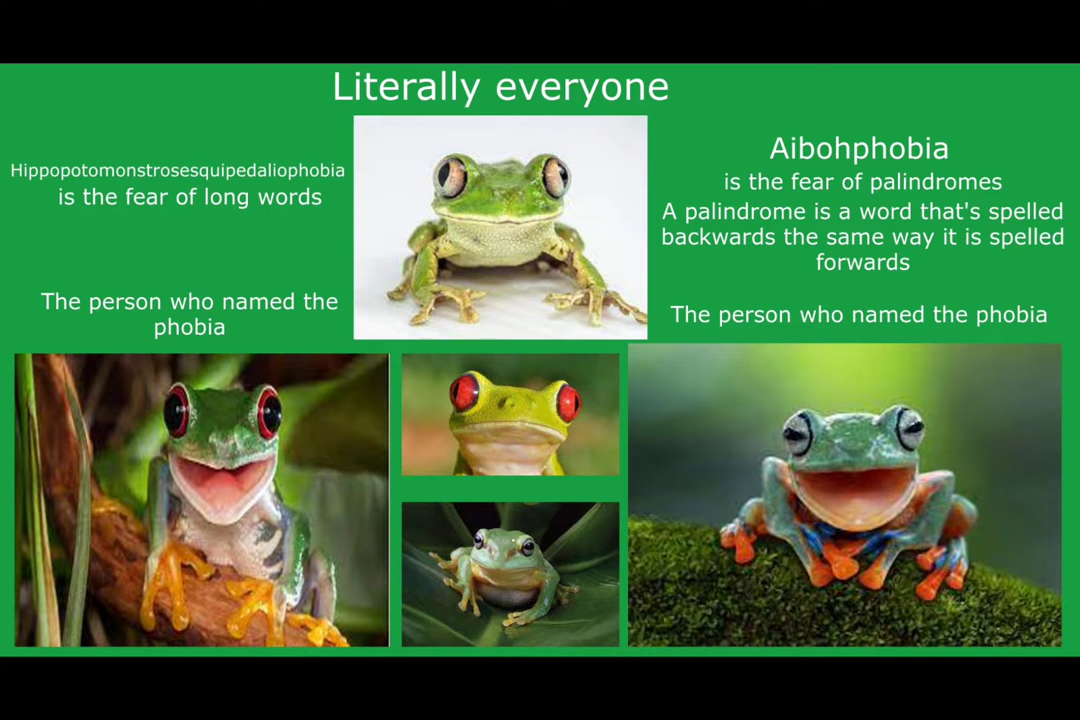 Literally everyone
Hippopotomonstrosesquipedaliophobia
is the fear of long words
The person who named the
phobia
Aibohphobia
is the fear of palindromes
A palindrome is a word that's spelled
backwards the same way it is spelled
forwards
The person who named the phobia